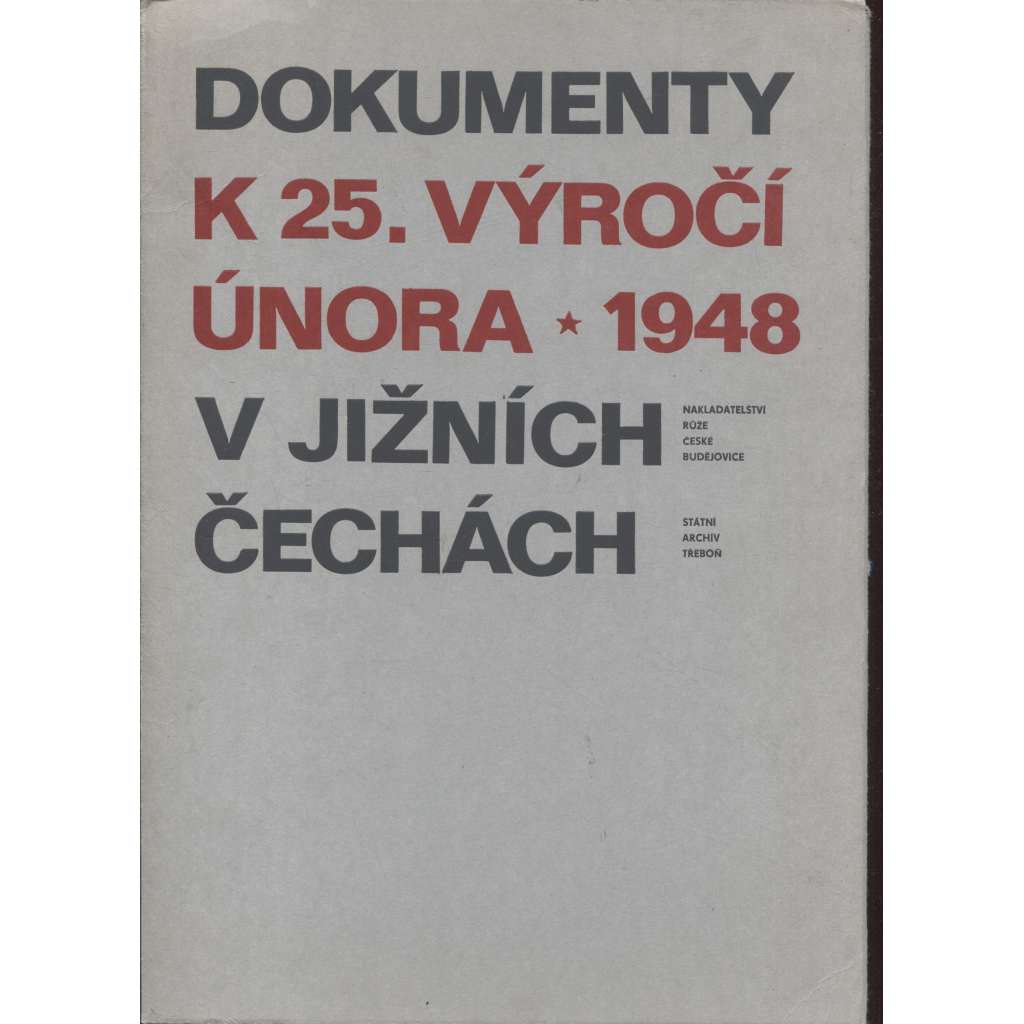 DOKUMENTY
K 25. VÝROČÍ
ÚNORA ★ 1948
V JIŽNÍCH
ČECHÁCH
NAKLADATELSTVÍ
RŮŽE
ČESKÉ
BUDĚJOVICE
STÁTNÍ
ARCHIV
TŘEBOŇ